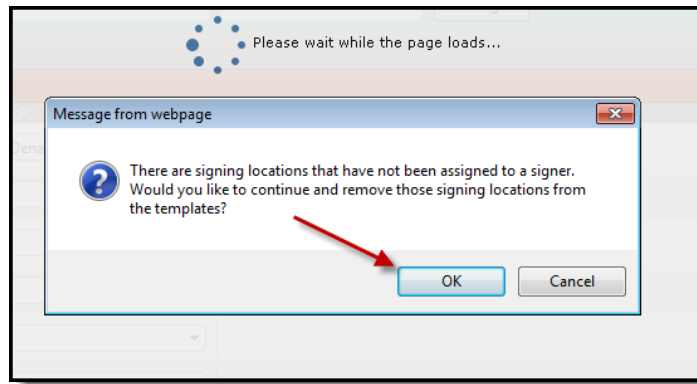 Please wait while the page loads...
Message from webpage
There are signing locations that have not been assigned to a signer.
Would you like to continue and remove those signing locations from
the templates?
OK
Cancel